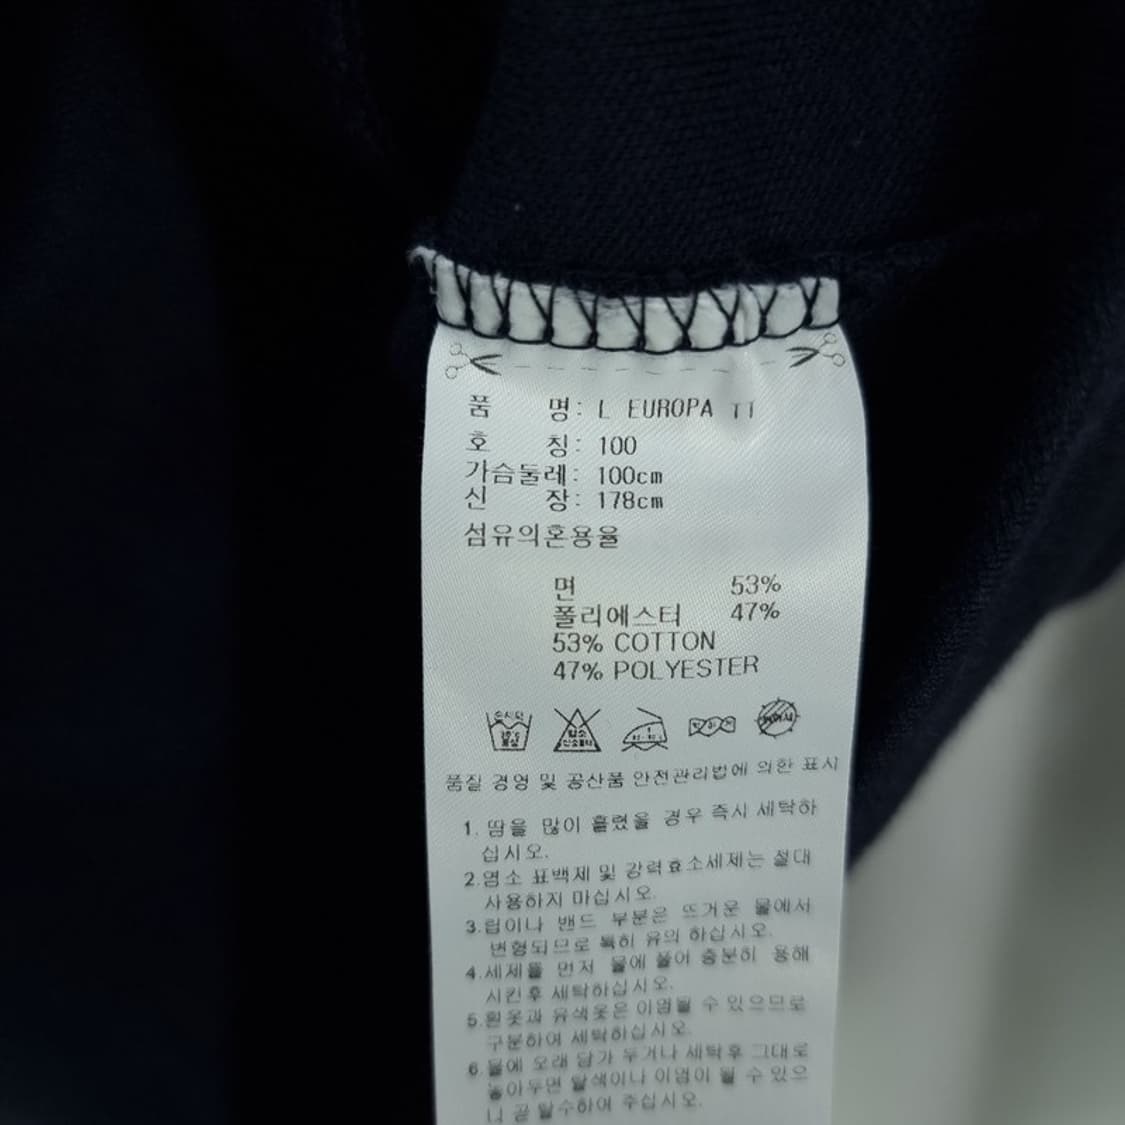 품 명: L EUROPA TT
호 칭: 100
가슴둘레: 100cm
신 장: 178cm
섬유의혼용율
면 53%
폴리에스터 47%
53% COTTON
47% POLYESTER
손세탁
품질 경영 및 공산품 안전관리법에 의한 표시
1. 땀을 많이 흘렸을 경우 즉시 세탁하
십시오.
2.염소 표백제 및 강력효소세제는 절대
사용하지 마십시오.
3.립이나 밴드 부분은 뜨거운 물에서
변형되므로 특히 유의 하십시오.
4.세제를 먼저 물에 풀어 충분히 용해
시킨후 세탁하십시오.
5.흰옷과 유색옷은 이염될 수 있으므로
구분하여 세탁하십시오.
6.물에 오래 담가 두거나 세탁후 그대로
놓아두면 탈색이나 이염이 될 수 있으
니 곧 탈수하여 주십시오.